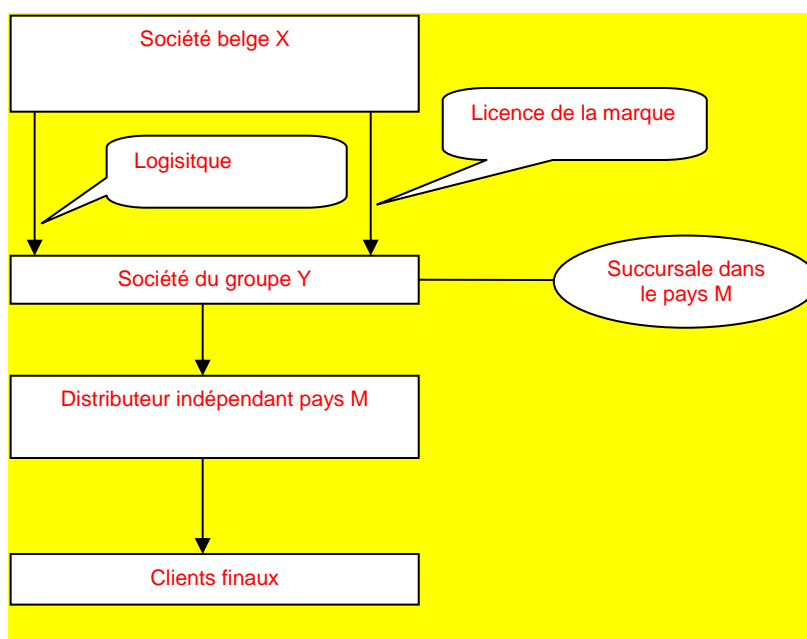 Société belge X
Licence de la marque
Logisitque
Société du groupe Y
Succursale dans
le pays M
Distributeur indépendant pays M
Clients finaux